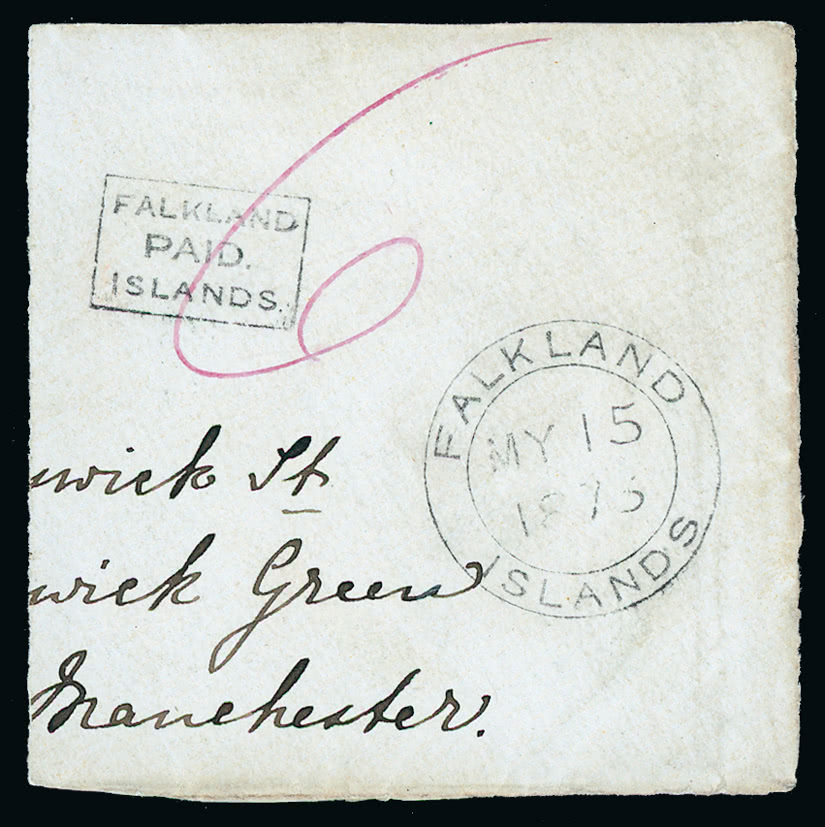 6
FALKLAND
PAID.
ISLANDS.
FALKLAND
MY 15
ISLANDS
wick St
wick Green
Manchester.